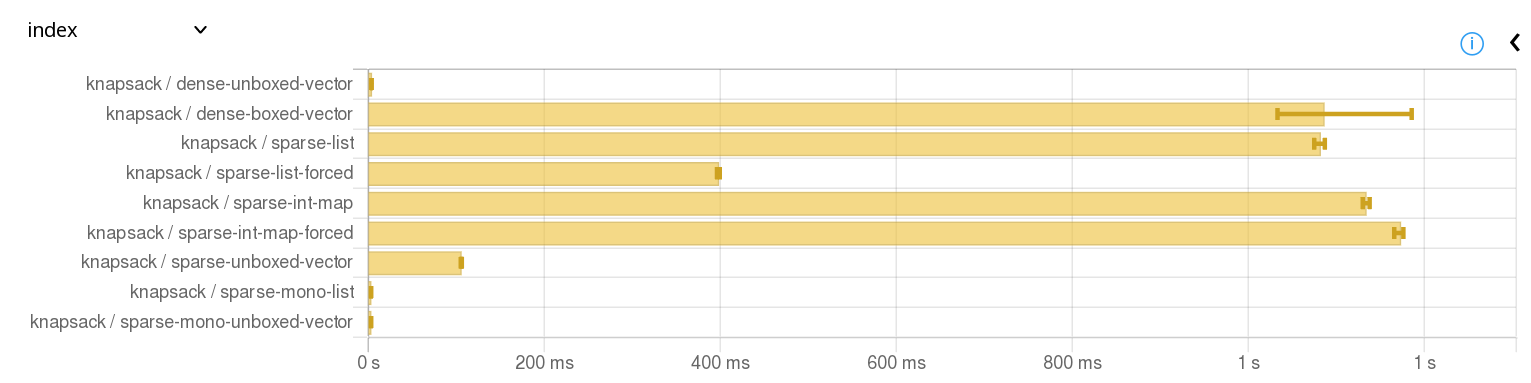 index
i
knapsack / dense-unboxed-vector
knapsack / dense-boxed-vector
knapsack / sparse-list
knapsack / sparse-list-forced
knapsack / sparse-int-map
knapsack / sparse-int-map-forced
knapsack / sparse-unboxed-vector
knapsack / sparse-mono-list
knapsack / sparse-mono-unboxed-vector
0 s 200 ms 400 ms 600 ms 800 ms 1 s 1 s